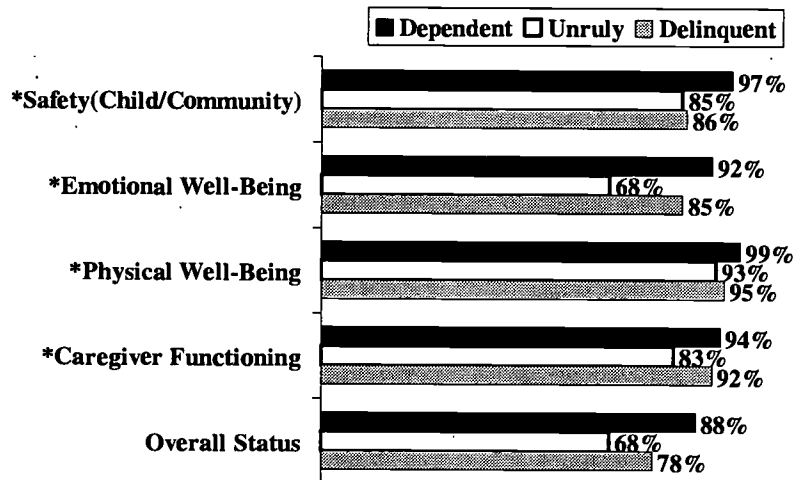 Dependent Unruly Delinquent
*Safety(Child/Community)
97%
85%
86%
*Emotional Well-Being
92%
68%
85%
*Physical Well-Being
99%
93%
95%
*Caregiver Functioning
94%
83%
92%
Overall Status
88%
68%
78%